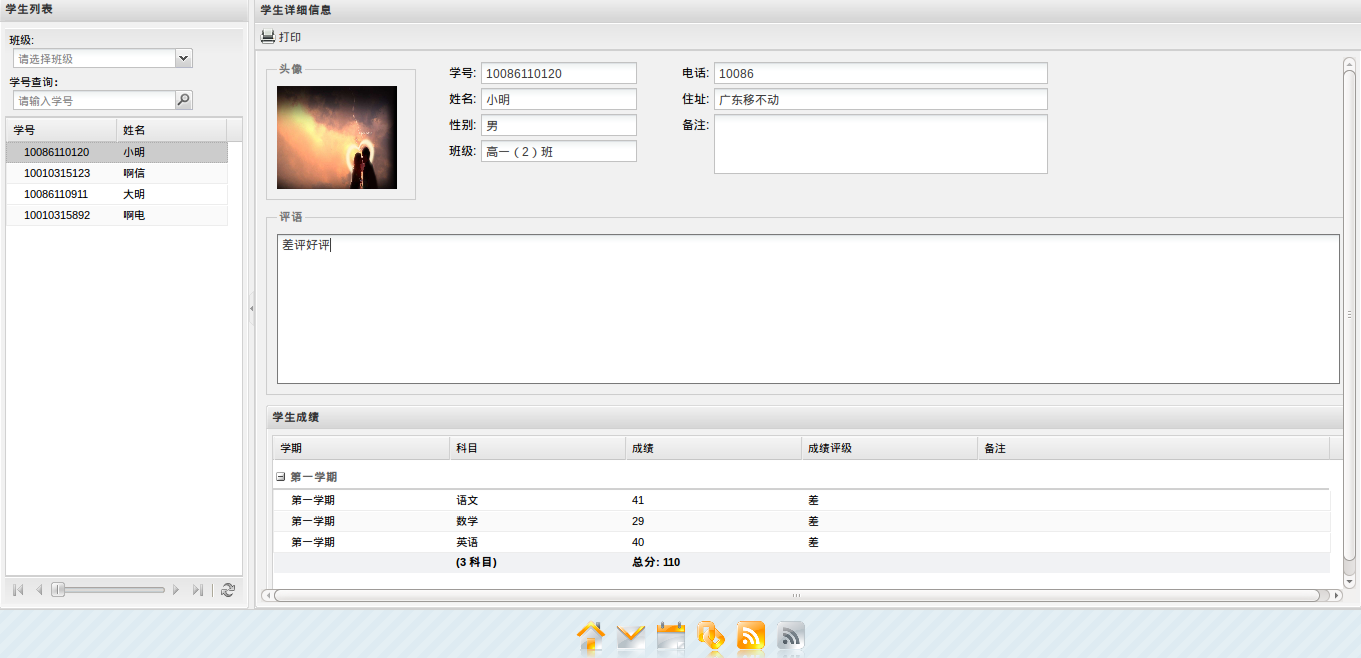 学生列表
班级:
请选择班级
学号查询:
请输入学号
学号 姓名
10086110120 小明
10010315123 啊信
10086110911 大明
10010315892 啊电
学生详细信息
打印
头像
学号: 10086110120
姓名: 小明
性别: 男
班级: 高一（2）班
电话: 10086
住址: 广东移不动
备注:
评语
差评好评
学生成绩
学期 科目 成绩 成绩评级 备注
第一学期
第一学期 语文 41 差
第一学期 数学 29 差
第一学期 英语 40 差
(3 科目) 总分: 110